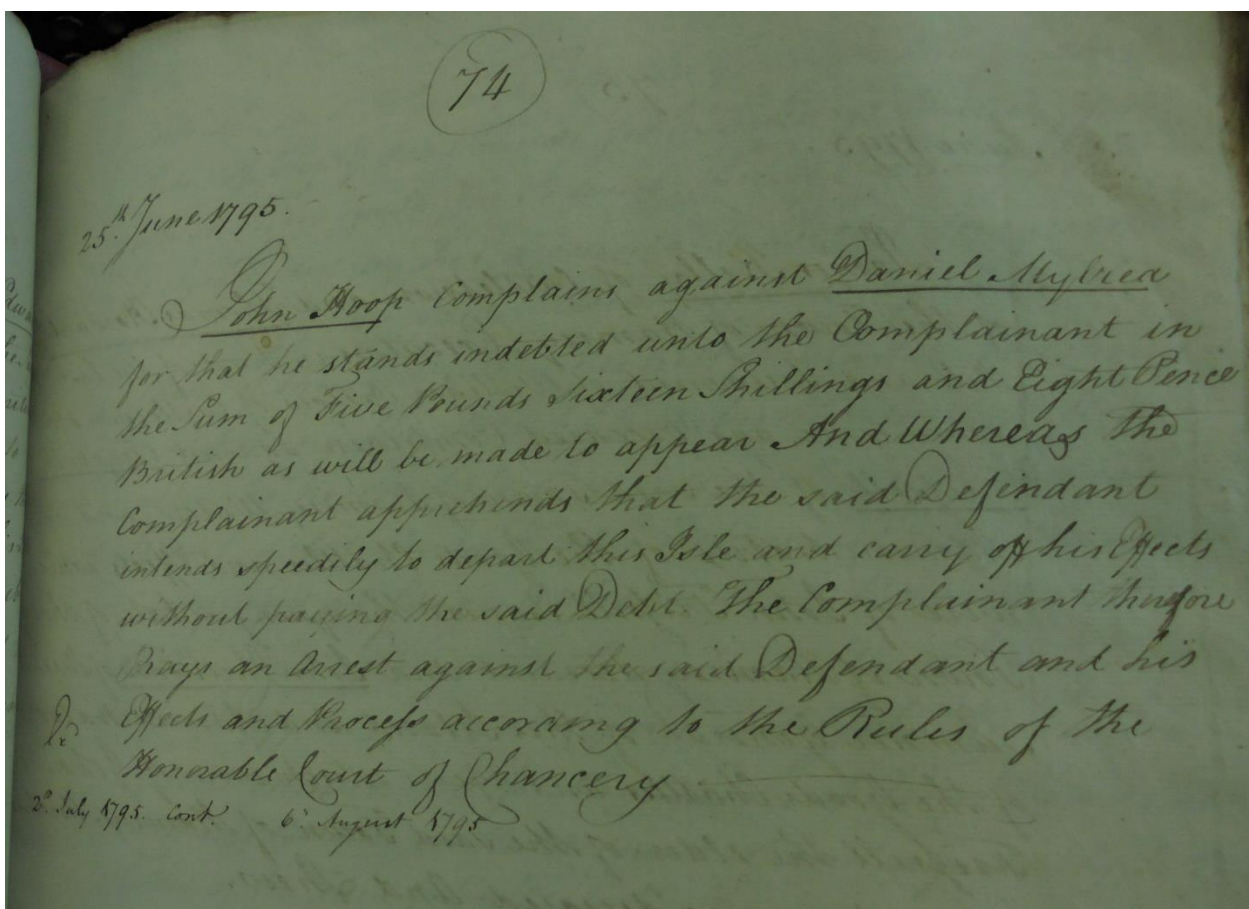 74
25th June 1795.
John Hoop Complains against Daniel Mylrea
for that he stands indebted unto the Complainant in
the Sum of Five Pounds Sixteen Shillings and Eight Pence
British as will be made to appear And Whereas the
Complainant apprehends that the said Defendant
intends speedily to depart this Isle and carry off his Effects
without paying the said Debt. The Complainant therefore
Prays an Arrest against the said Defendant and his
Effects and Process according to the Rules of the
Honorable Court of Chancery
2d. July 1795. Cont. 6 August 1795